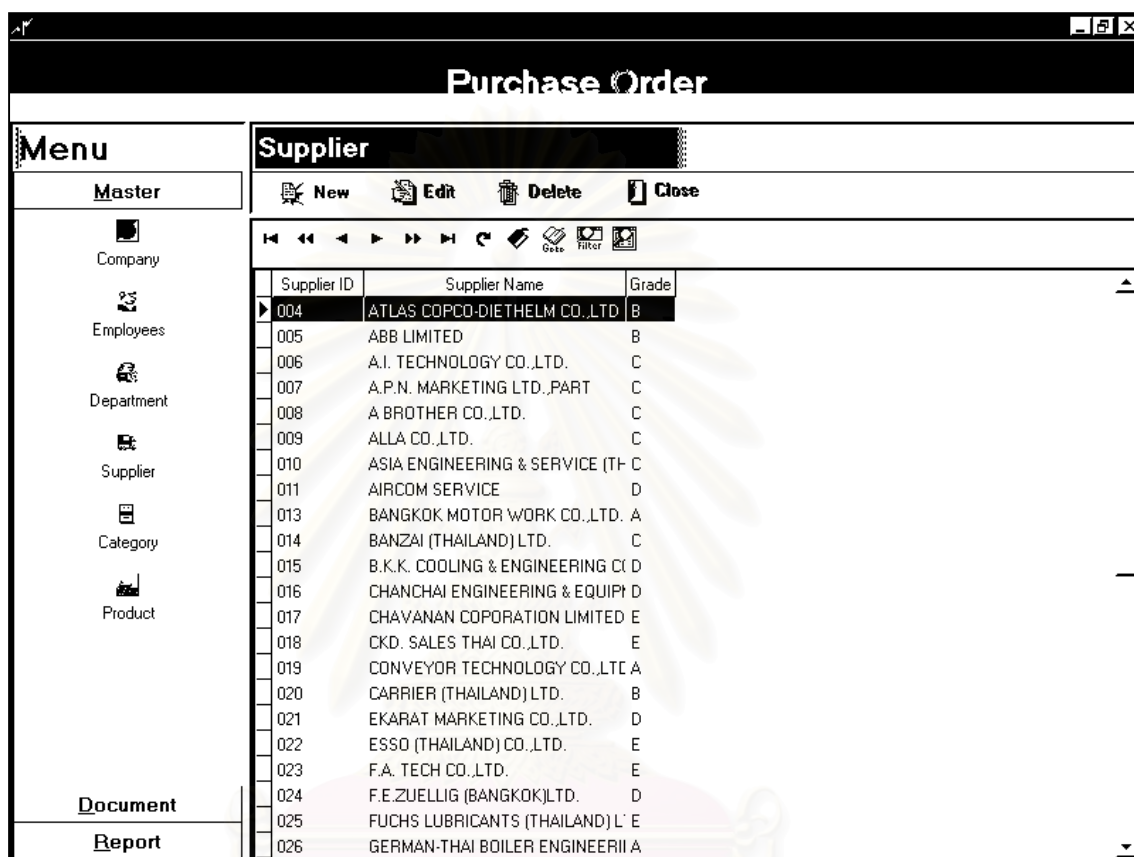 Purchase Order
Menu
Master
Company
Employees
Department
Supplier
Category
Product
Document
Report
Supplier
New Edit Delete Close
Goto Filter
Supplier ID Supplier Name Grade
004 ATLAS COPCO-DIETHELM CO.,LTD B
005 ABB LIMITED B
006 A.I. TECHNOLOGY CO.,LTD. C
007 A.P.N. MARKETING LTD.,PART C
008 A BROTHER CO.,LTD. C
009 ALLA CO.,LTD. C
010 ASIA ENGINEERING & SERVICE (TH C
011 AIRCOM SERVICE D
013 BANGKOK MOTOR WORK CO.,LTD. A
014 BANZAI (THAILAND) LTD. C
015 B.K.K. COOLING & ENGINEERING C( D
016 CHANCHAI ENGINEERING & EQUIP D
017 CHAVANAN COPORATION LIMITED E
018 CKD. SALES THAI CO.,LTD. E
019 CONVEYOR TECHNOLOGY CO.,LTD A
020 CARRIER (THAILAND) LTD. B
021 EKARAT MARKETING CO.,LTD. D
022 ESSO (THAILAND) CO.,LTD. E
023 F.A. TECH CO.,LTD. E
024 F.E.ZUELLIG (BANGKOK)LTD. D
025 FUCHS LUBRICANTS (THAILAND) L E
026 GERMAN-THAI BOILER ENGINEERI A